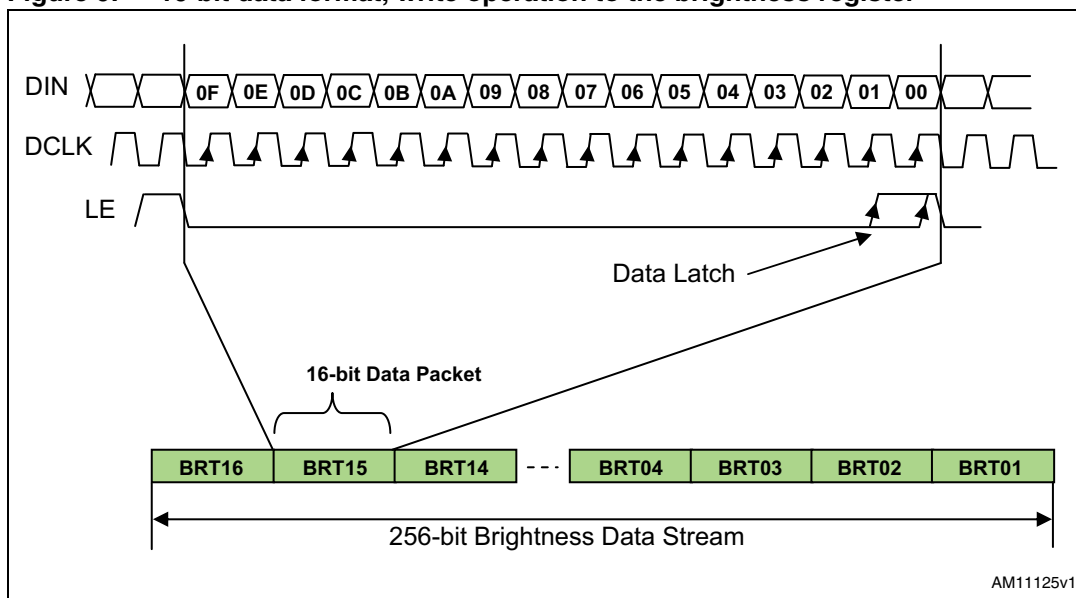 DIN 0F 0E 0D 0C 0B 0A 09 08 07 06 05 04 03 02 01 00
DCLK
LE
Data Latch
16-bit Data Packet
BRT16 BRT15 BRT14 --- BRT04 BRT03 BRT02 BRT01
256-bit Brightness Data Stream
AM11125v1